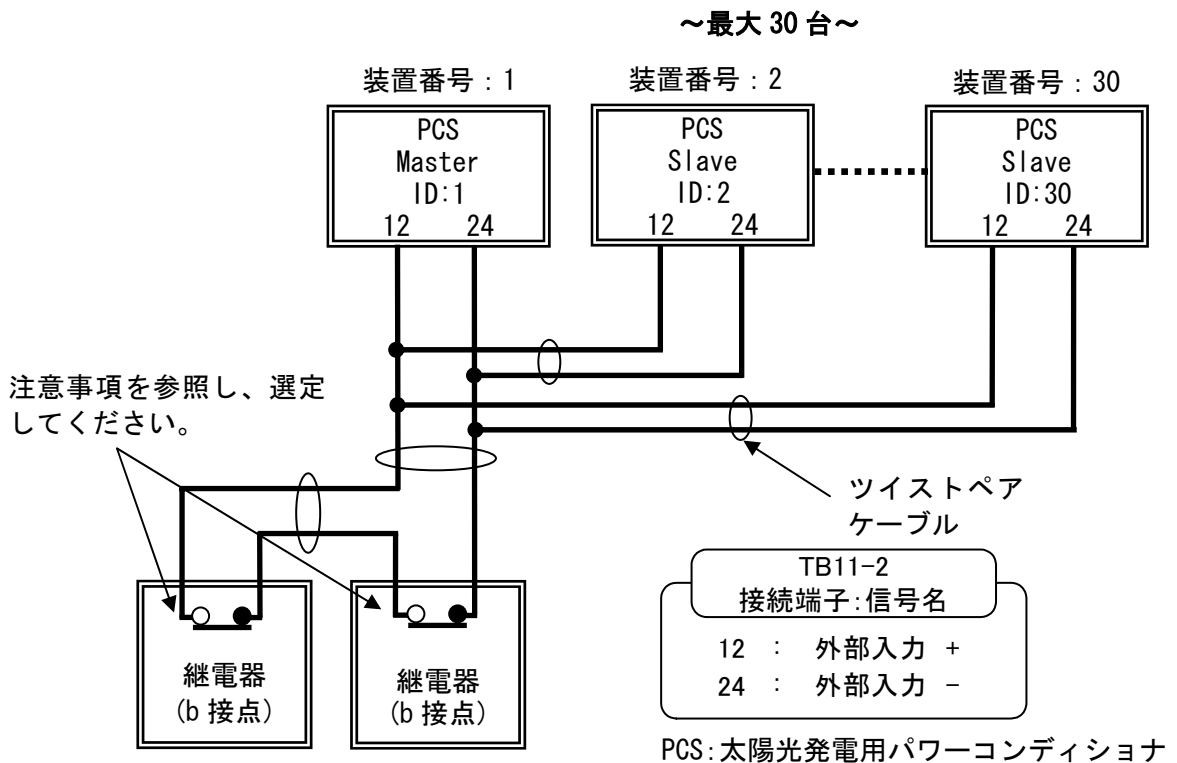 ～最大 30 台～
装置番号：1
装置番号：2
装置番号：30
PCS
Master
ID:1
12 24
PCS
Slave
ID:2
12 24
PCS
Slave
ID:30
12 24
注意事項を参照し、選定
してください。
ツイストペア
ケーブル
継電器
(b 接点)
継電器
(b 接点)
TB11-2
接続端子:信号名
12 : 外部入力 +
24 : 外部入力 -
PCS:太陽光発電用パワーコンディショナ